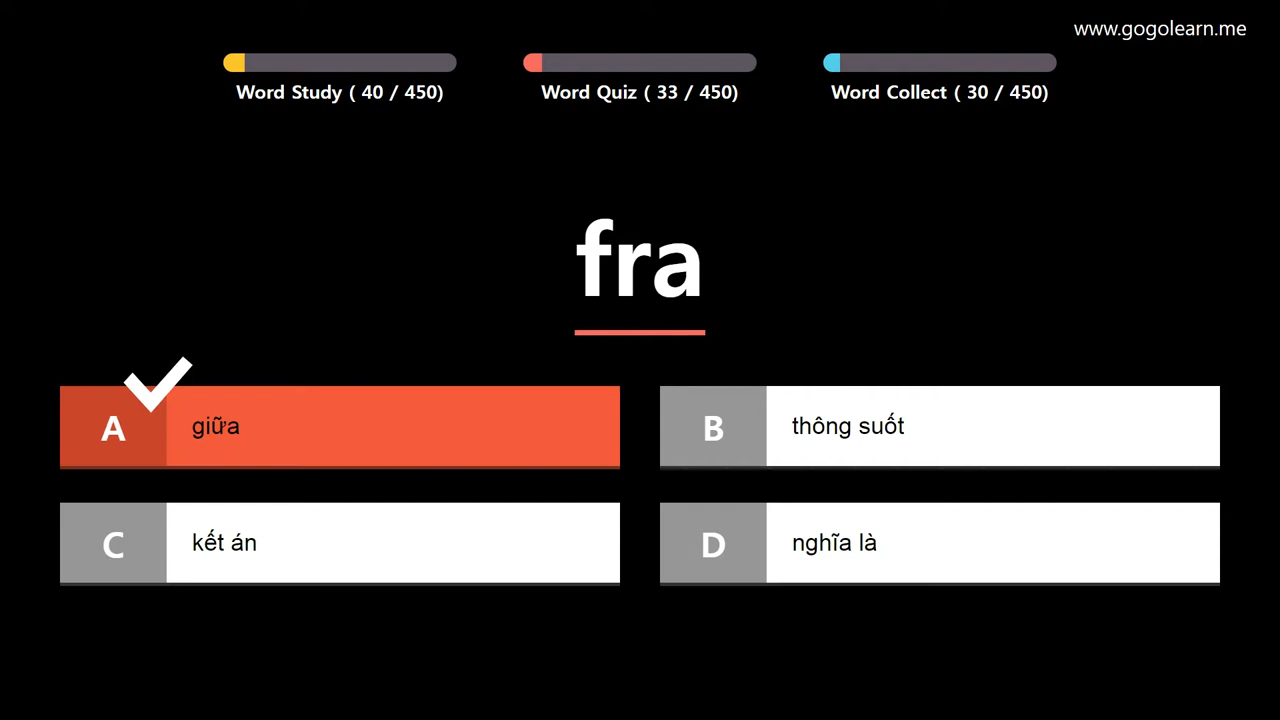 www.gogolearn.me
Word Study ( 40 / 450)
Word Quiz ( 33 / 450)
Word Collect ( 30 / 450)
fra
A giữa
B thông suốt
C kết án
D nghĩa là